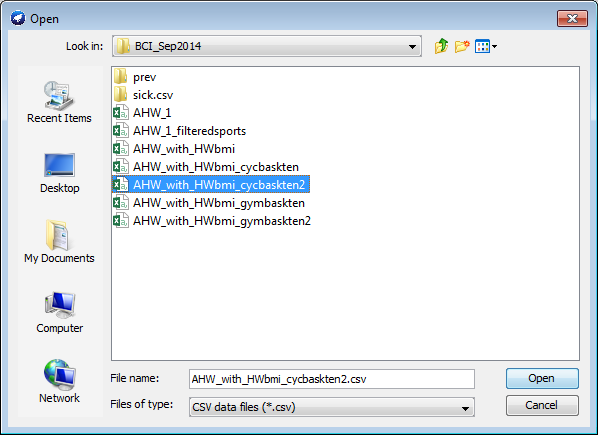 Open
Look in:
BCI_Sep2014
Recent Items
Desktop
My Documents
Computer
Network
prev
sick.csv
AHW_1
AHW_1_filteredsports
AHW_with_HWbmi
AHW_with_HWbmi_cycbaskten
AHW_with_HWbmi_cycbaskten2
AHW_with_HWbmi_gymbaskten
AHW_with_HWbmi_gymbaskten2
File name:
AHW_with_HWbmi_cycbaskten2.csv
Open
Files of type:
CSV data files (*.csv)
Cancel